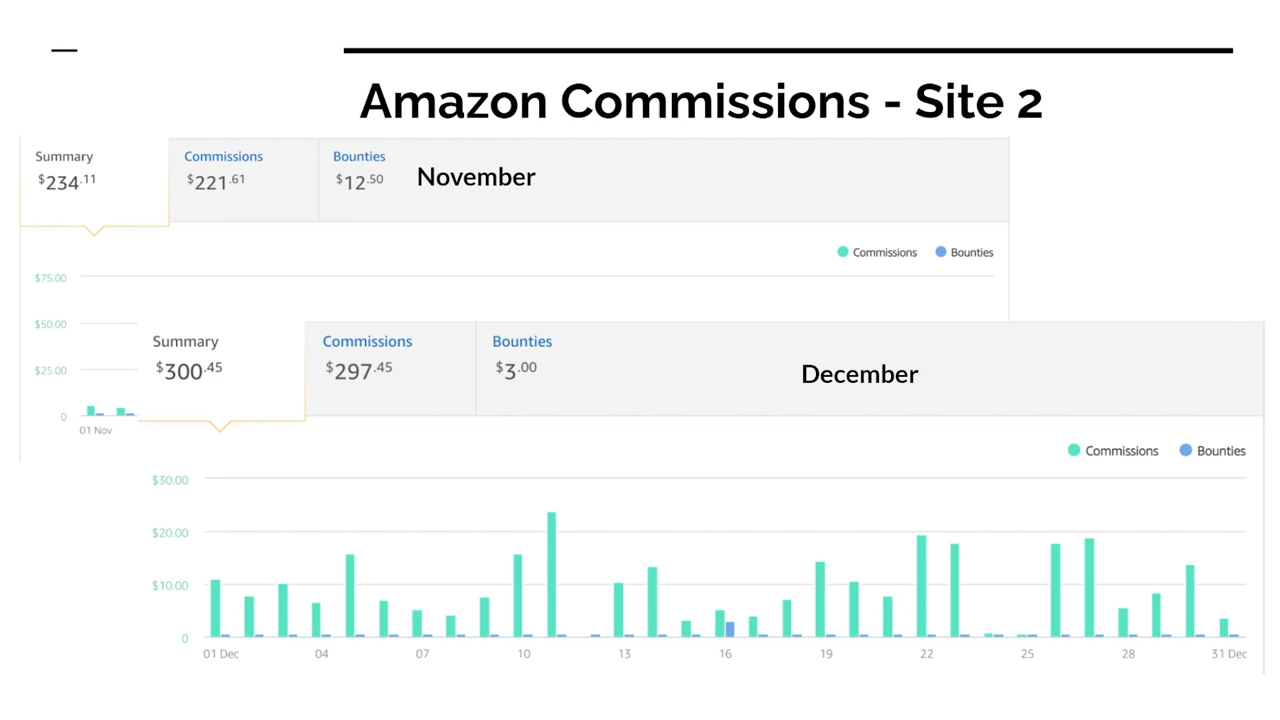 Amazon Commissions - Site 2
Summary Commissions Bounties
$234.11 $221.61 $12.50 November
Commissions Bounties
$75.00
$50.00
$25.00
0
01 Nov
Summary Commissions Bounties
$300.45 $297.45 $3.00 December
Commissions Bounties
$30.00
$20.00
$10.00
0
01 Dec 04 07 10 13 16 19 22 25 28 31 Dec